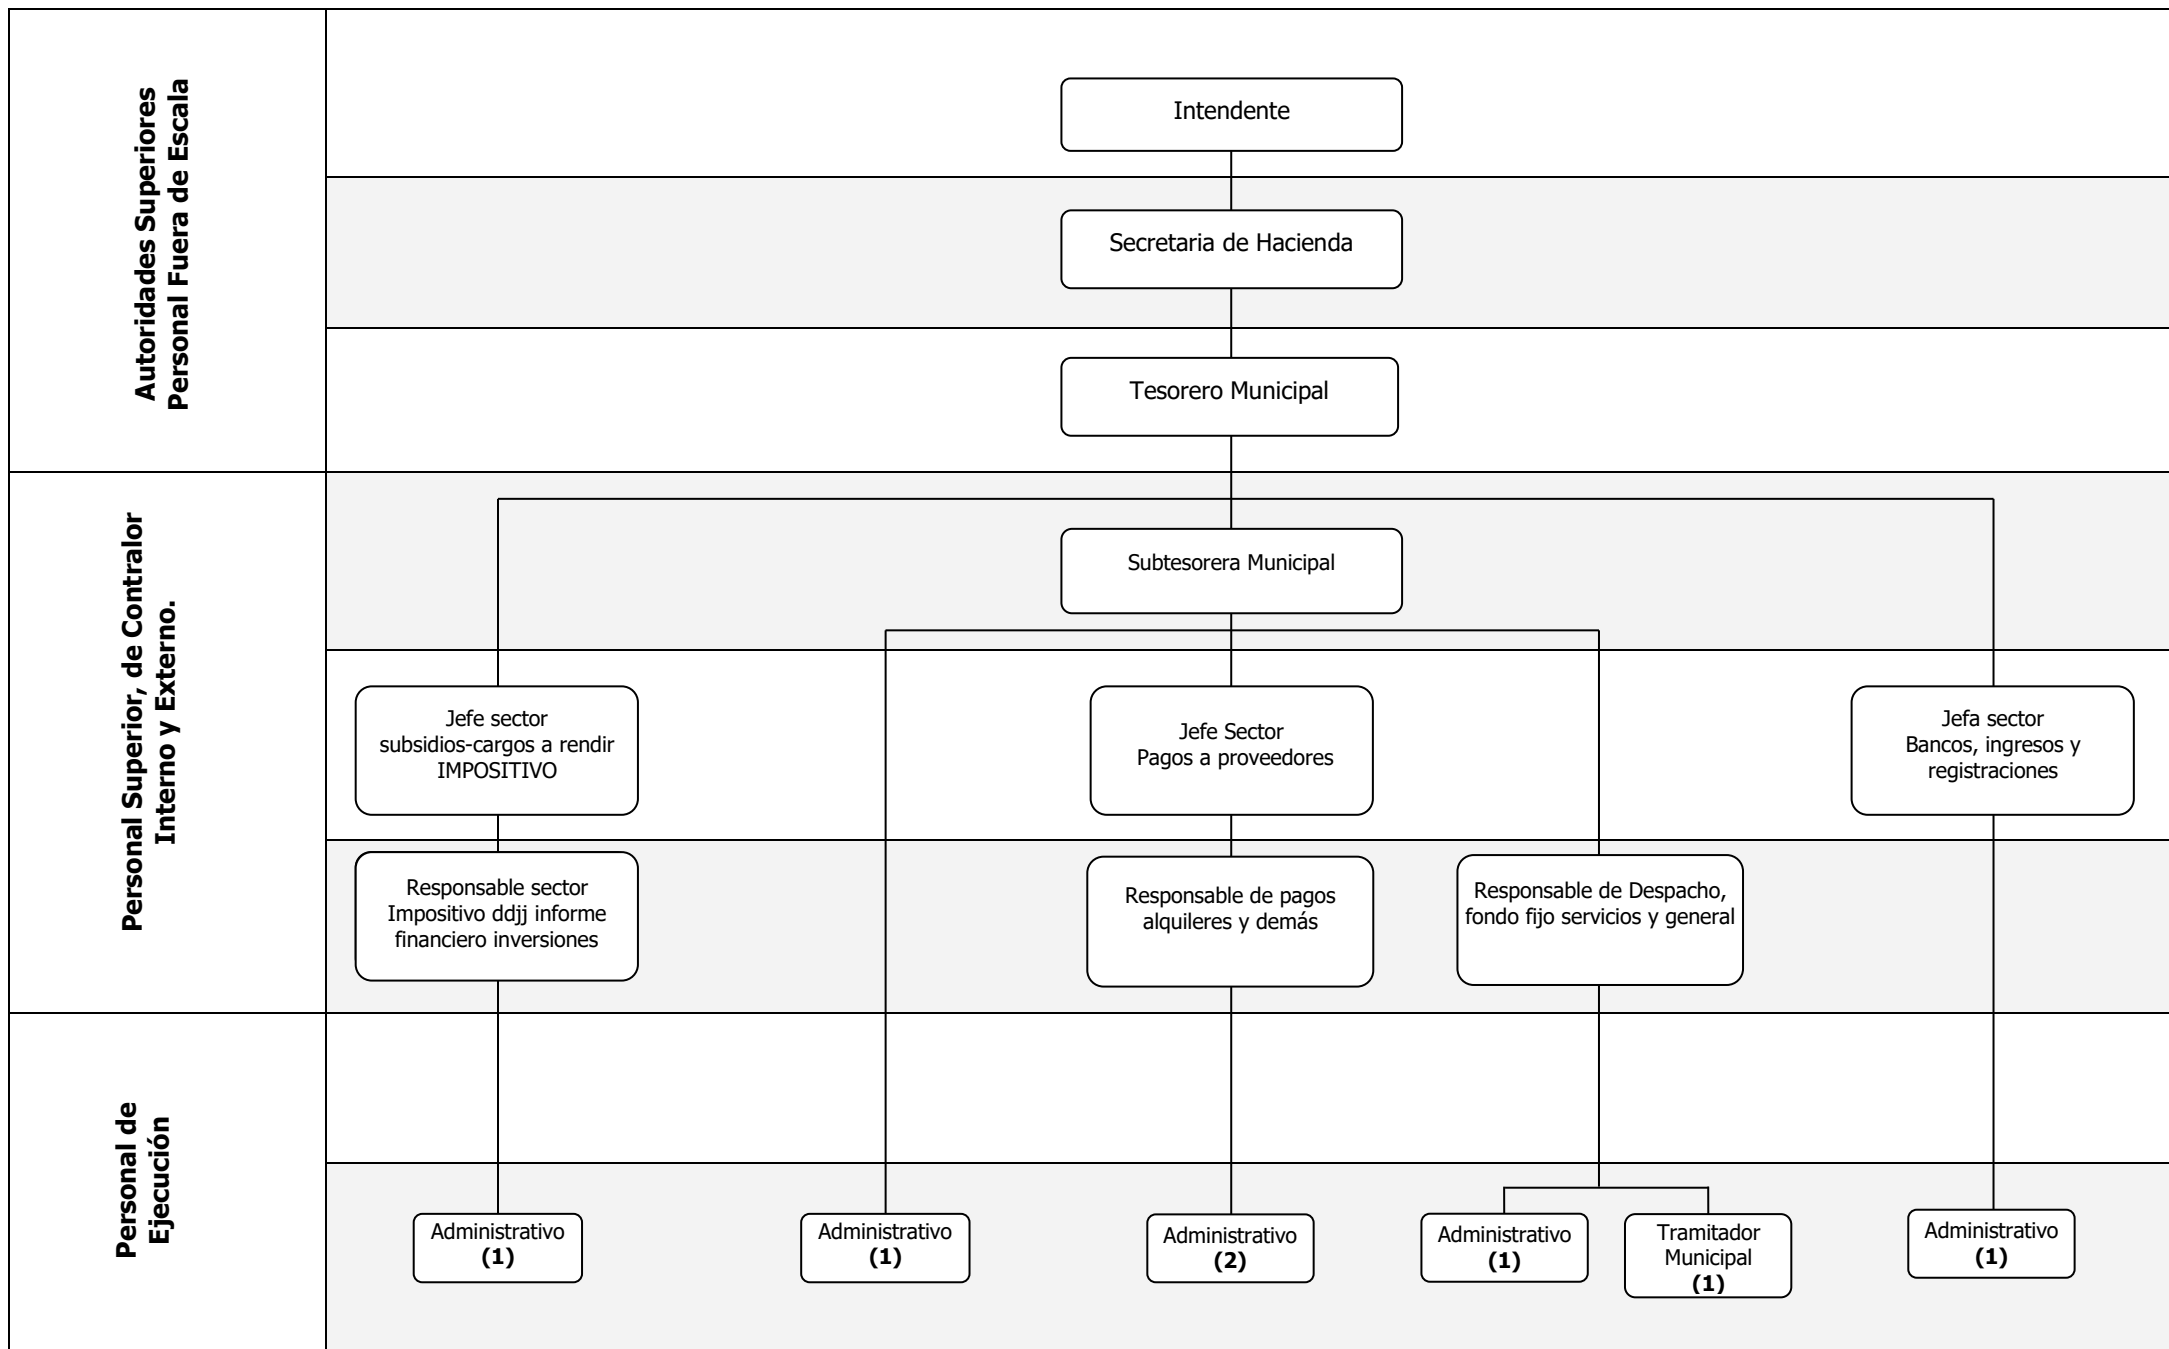 Autoridades Superiores
Personal Fuera de Escala
Intendente
Secretaria de Hacienda
Tesorero Municipal
Personal Superior, de Contralor
Interno y Externo.
Subtesorera Municipal
Jefe sector
subsidios-cargos a rendir
IMPOSITIVO
Jefe Sector
Pagos a proveedores
Jefa sector
Bancos, ingresos y
registraciones
Responsable sector
Impositivo ddjj informe
financiero inversiones
Responsable de pagos
alquileres y demás
Responsable de Despacho,
fondo fijo servicios y general
Personal de
Ejecución
Administrativo
(1)
Administrativo
(1)
Administrativo
(2)
Administrativo
(1)
Tramitador
Municipal
(1)
Administrativo
(1)